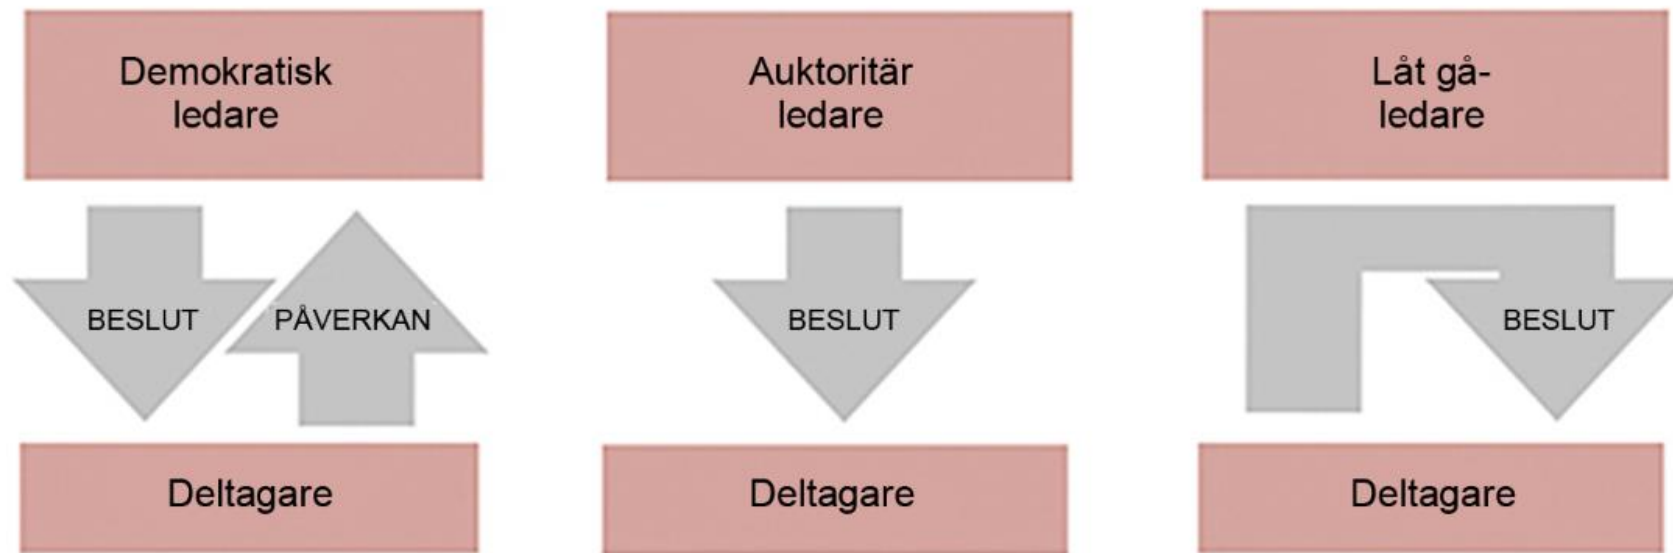 Demokratisk
ledare
BESLUT
PÅVERKAN
Deltagare
Auktoritär
ledare
BESLUT
Deltagare
Låt gå-
ledare
BESLUT
Deltagare